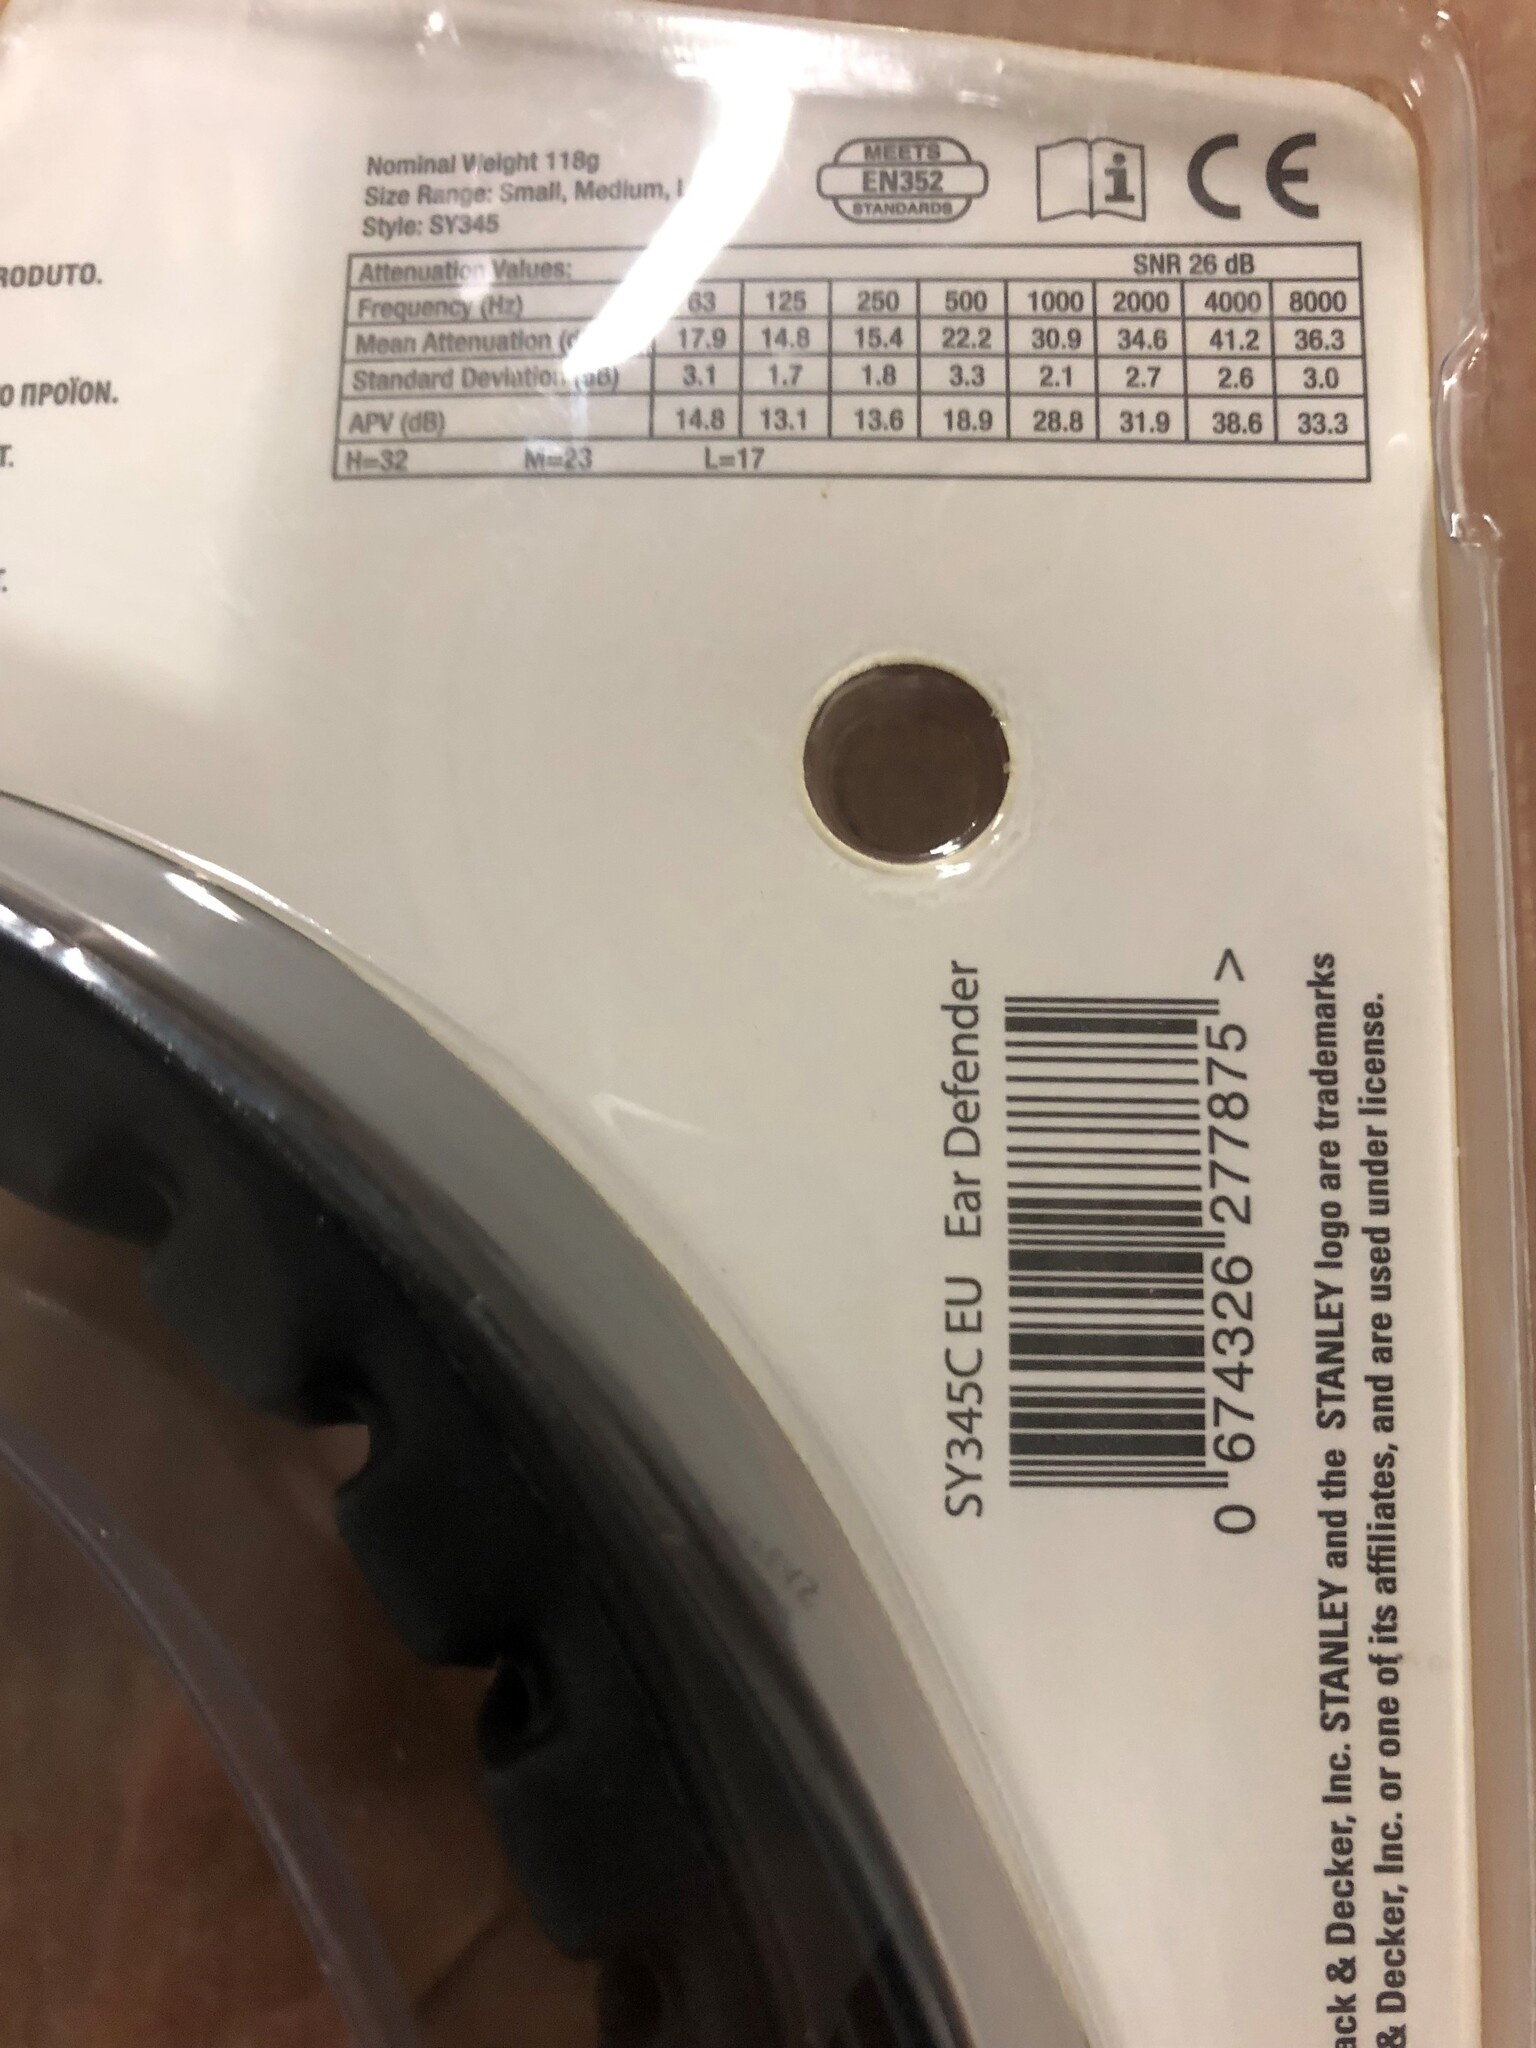 RODUTO.
Ο ΠΡΟΪΟΝ.
T.
Nominal Weight 118g
Size Range: Small, Medium,
Style: SY345
MEETS
EN352
STANDARDS
i
CE
Attenuation Values: SNR 26 dB
Frequency (Hz) 63 125 250 500 1000 2000 4000 8000
Mean Attenuation 17.9 14.8 15.4 22.2 30.9 34.6 41.2 36.3
Standard Deviation (dB) 3.1 1.7 1.8 3.3 2.1 2.7 2.6 3.0
APV (dB) 14.8 13.1 13.6 18.9 28.8 31.9 38.6 33.3
H=32 M=23 L=17
SY345C EU Ear Defender
0 674326 277875 >
ack & Decker, Inc. STANLEY and the STANLEY logo are trademarks
& Decker, Inc. or one of its affiliates, and are used under license.